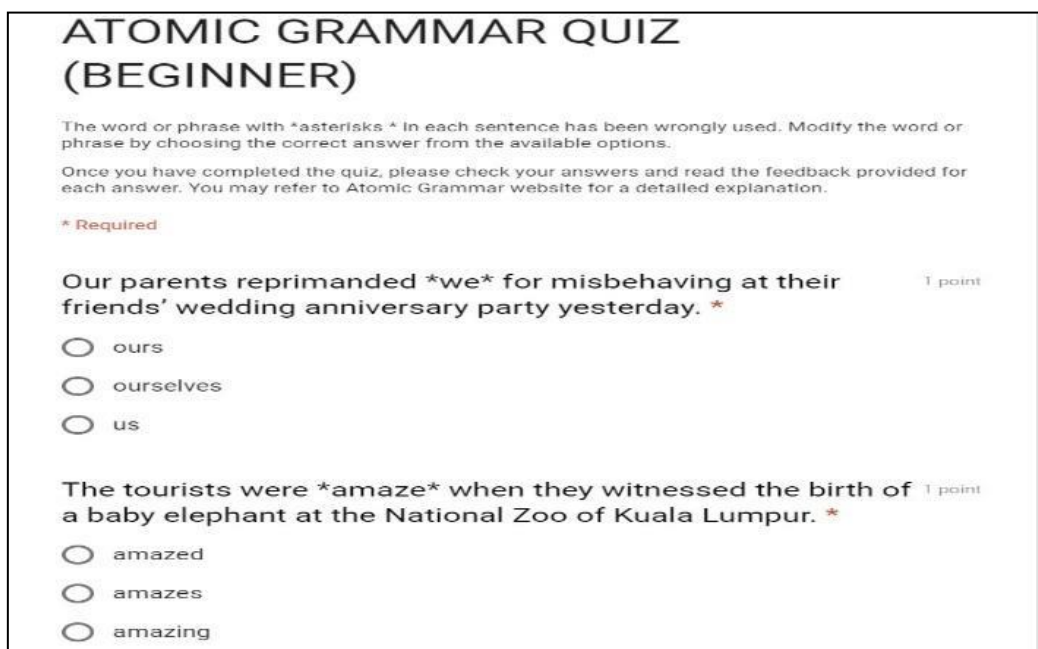 ATOMIC GRAMMAR QUIZ
(BEGINNER)
The word or phrase with *asterisks * in each sentence has been wrongly used. Modify the word or
phrase by choosing the correct answer from the available options.
Once you have completed the quiz, please check your answers and read the feedback provided for
each answer. You may refer to Atomic Grammar website for a detailed explanation.
* Required
Our parents reprimanded *we* for misbehaving at their 1 point
friends’ wedding anniversary party yesterday. *
ours
ourselves
us
The tourists were *amaze* when they witnessed the birth of 1 point
a baby elephant at the National Zoo of Kuala Lumpur. *
amazed
amazes
amazing